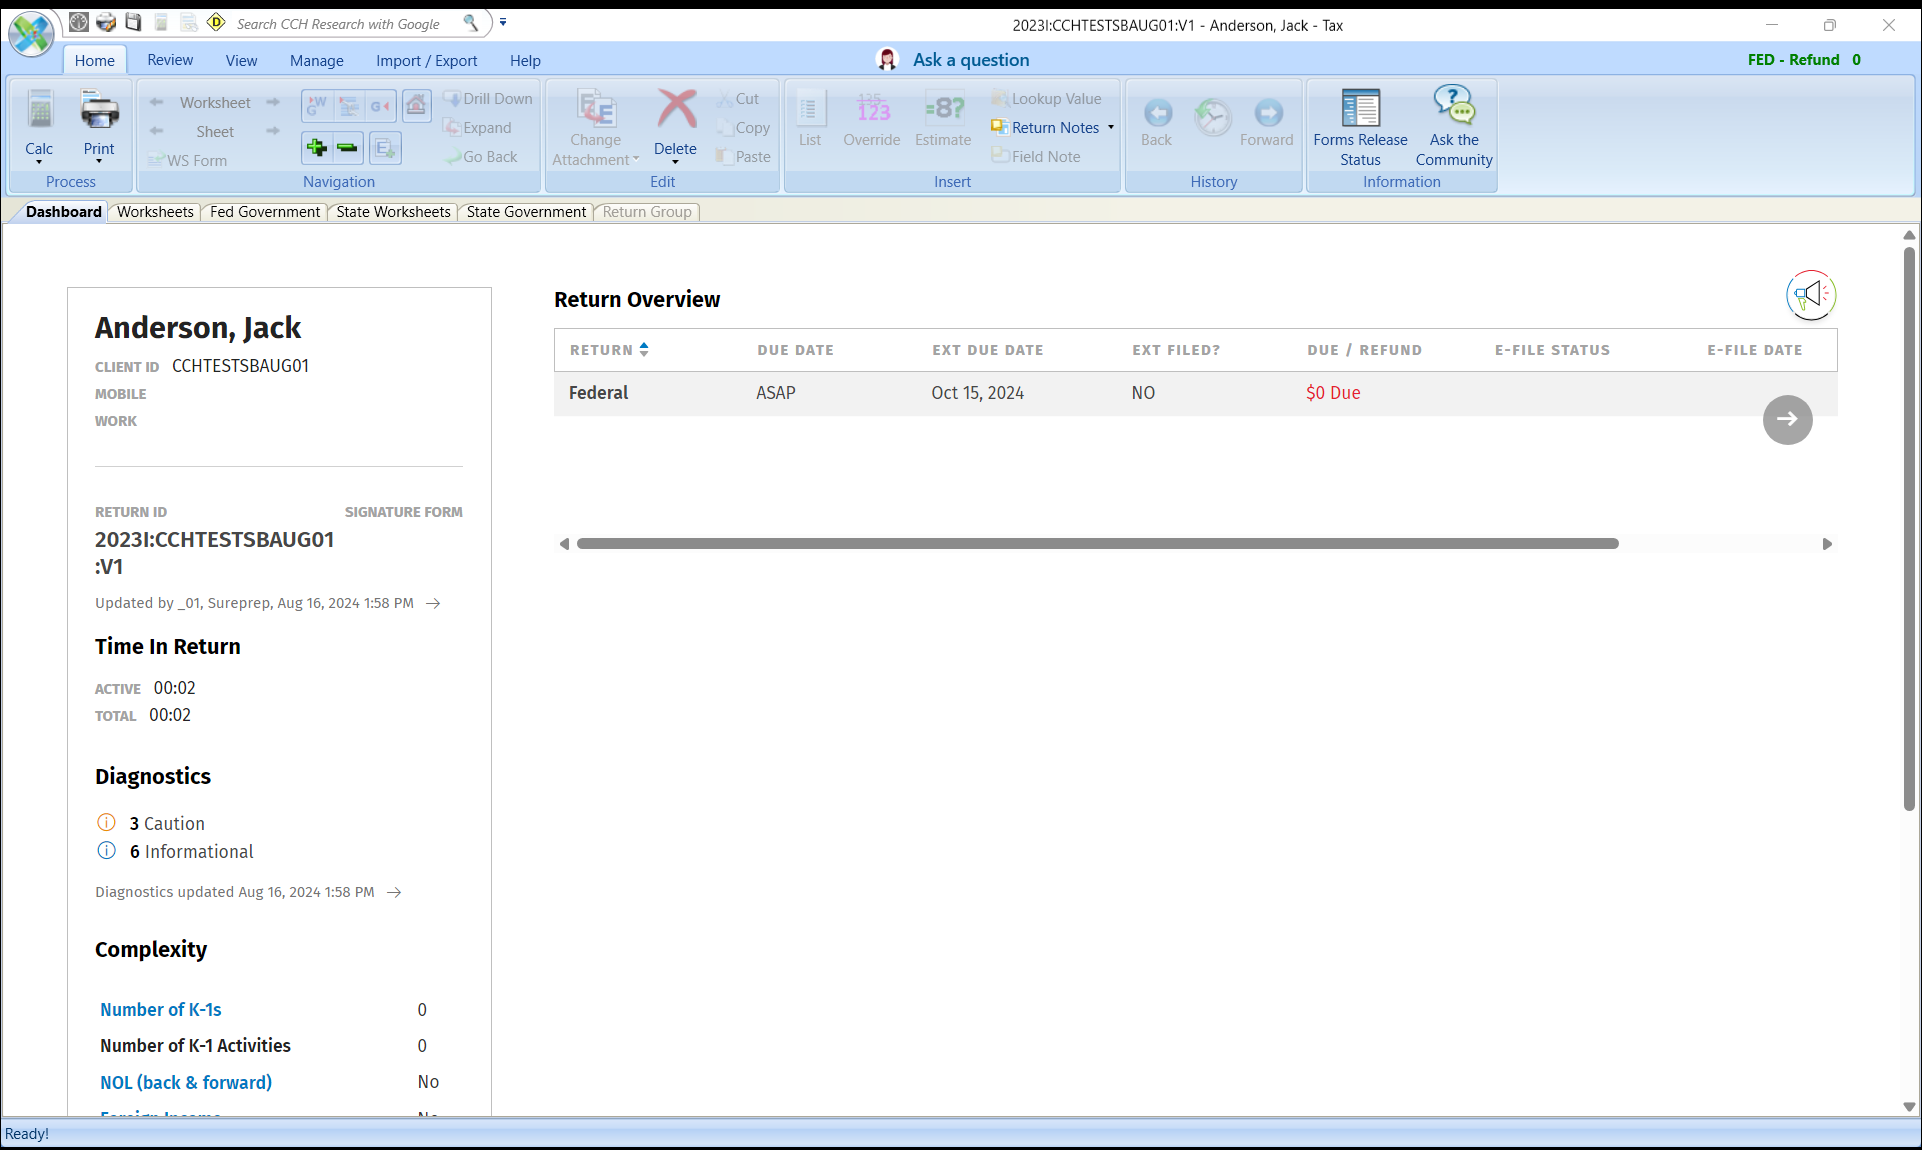 Search CCH Research with Google
2023I:CCHTESTSBAUG01:V1 - Anderson, Jack - Tax
Home Review View Manage Import / Export Help
Ask a question
FED - Refund 0
Calc
Print
Process
Worksheet
Sheet
WS Form
Drill Down
Expand
Go Back
Navigation
Change Attachment
Delete
Cut
Copy
Paste
Edit
List
Override
Estimate
Lookup Value
Return Notes
Field Note
Insert
Back
Forward
History
Forms Release Status
Ask the Community
Information
Dashboard Worksheets Fed Government State Worksheets State Government Return Group
Anderson, Jack
CLIENT ID CCHTESTSBAUG01
MOBILE
WORK
RETURN ID SIGNATURE FORM
2023I:CCHTESTSBAUG01
:V1
Updated by _01, Sureprep, Aug 16, 2024 1:58 PM
Time In Return
ACTIVE 00:02
TOTAL 00:02
Diagnostics
3 Caution
6 Informational
Diagnostics updated Aug 16, 2024 1:58 PM
Complexity
Number of K-1s 0
Number of K-1 Activities 0
NOL (back & forward) No
Return Overview
RETURN DUE DATE EXT DUE DATE EXT FILED? DUE / REFUND E-FILE STATUS E-FILE DATE
Federal ASAP Oct 15, 2024 NO $0 Due
Ready!